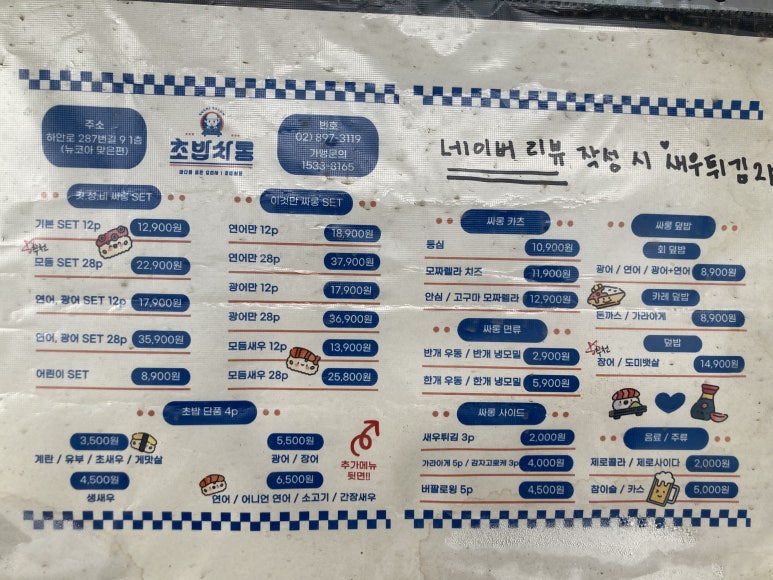 주소
하안로 287번길 9 1층
(뉴코아 맞은편)
초밥싸롱
번호
02) 897-3119
가맹문의
1533-8165
네이버 리뷰 작성 시 새우튀김
첫 성.비 싸롱 SET
기본 SET 12p 12,900원
추천
모듬 SET 28p 22,900원
연어, 광어 SET 12p 17,900원
연어, 광어 SET 28p 35,900원
어린이 SET 8,900원
이것만 싸롱 SET
연어만 12p 18,900원
연어만 28p 37,900원
광어만 12p 17,900원
광어만 28p 36,900원
모듬새우 12p 13,900원
모듬새우 28p 25,800원
초밥 단품 4p
3,500원
계란 / 유부 / 초새우 / 게맛살
4,500원
생새우
5,500원
광어 / 장어
6,500원
연어 / 어니언 연어 / 소고기 / 간장새우
추가메뉴
뒷면!!
싸롱 카츠
등심 10,900원
모짜렐라 치즈 11,900원
안심 / 고구마 모짜렐라 12,900원
싸롱 면류
반개 우동 / 반개 냉모밀 2,900원
한개 우동 / 한개 냉모밀 5,900원
싸롱 사이드
새우튀김 3p 2,000원
가라아게 5p / 감자고로케 3p 4,000원
버팔로윙 5p 4,500원
싸롱 덮밥
회 덮밥
광어 / 연어 / 광어+연어 8,900원
카레 덮밥
돈까스 / 가라아게 8,900원
덮밥
추천
장어 / 도미뱃살 14,900원
음료 / 주류
제로콜라 / 제로사이다 2,000원
참이슬 / 카스 5,000원